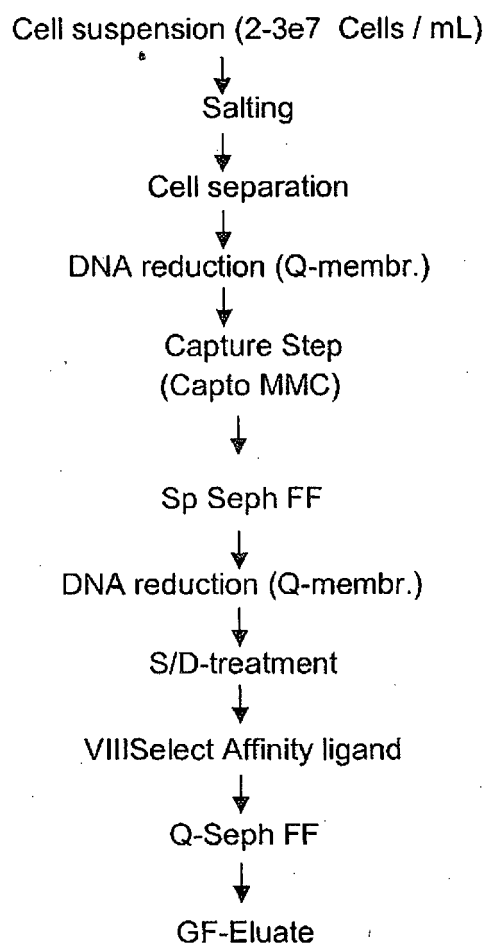 Cell suspension (2-3e7 Cells / mL)
Salting
Cell separation
DNA reduction (Q-membr.)
Capture Step
(Capto MMC)
Sp Seph FF
DNA reduction (Q-membr.)
S/D-treatment
VIIISelect Affinity ligand
Q-Seph FF
GF-Eluate